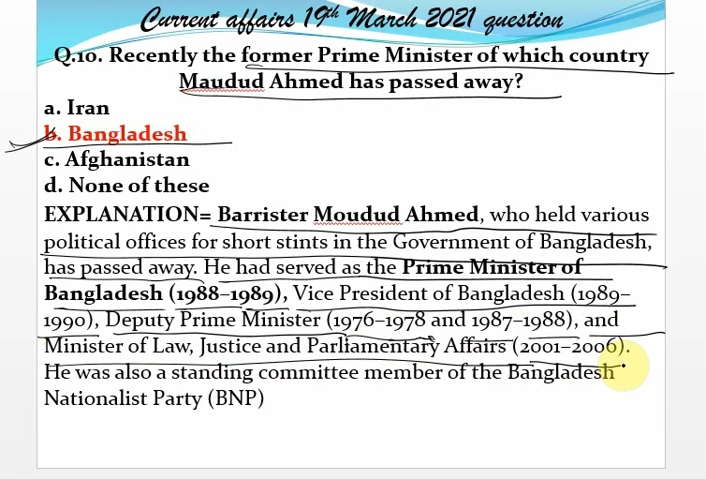 Current affairs 19th March 2021 question
Q.10. Recently the former Prime Minister of which country
Maudud Ahmed has passed away?
a. Iran
b. Bangladesh
c. Afghanistan
d. None of these
EXPLANATION= Barrister Moudud Ahmed, who held various
political offices for short stints in the Government of Bangladesh,
has passed away. He had served as the Prime Minister of
Bangladesh (1988–1989), Vice President of Bangladesh (1989–
1990), Deputy Prime Minister (1976–1978 and 1987–1988), and
Minister of Law, Justice and Parliamentary Affairs (2001–2006).
He was also a standing committee member of the Bangladesh
Nationalist Party (BNP)